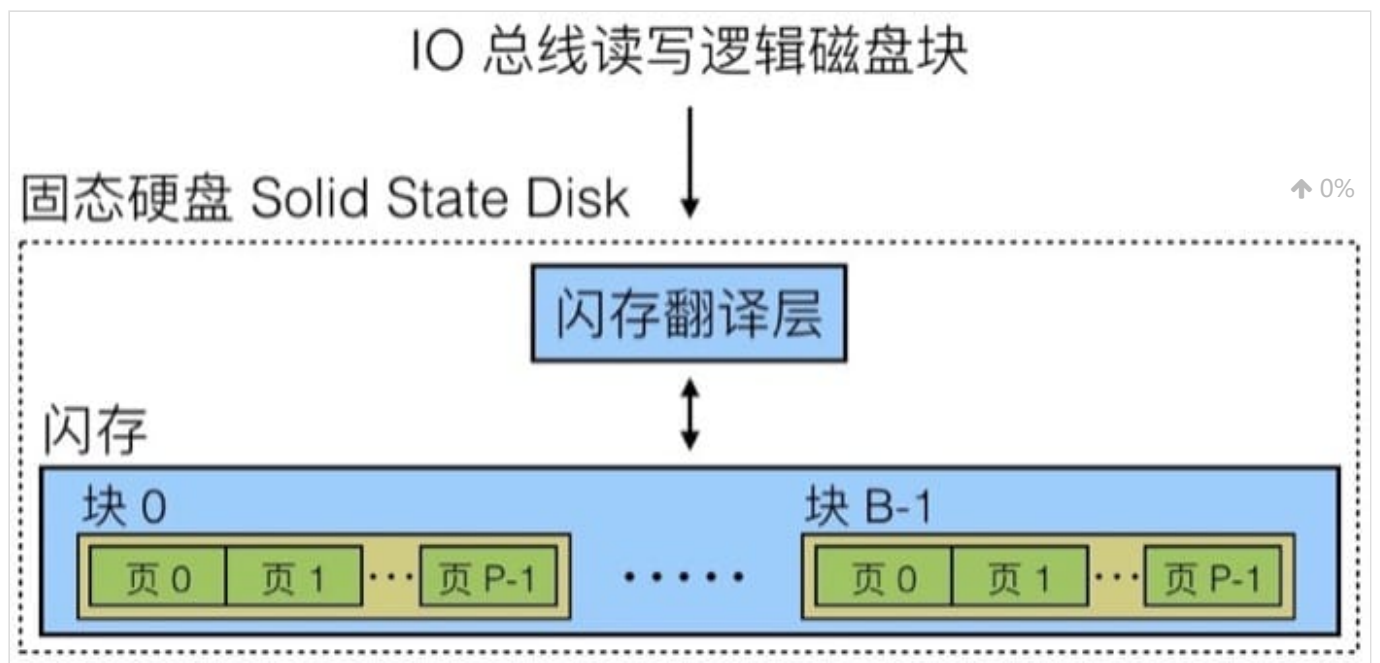 IO 总线读写逻辑磁盘块
固态硬盘 Solid State Disk
0%
闪存翻译层
闪存
块 0
块 B-1
页 0 页 1 ··· 页 P-1 ····· 页 0 页 1 ··· 页 P-1